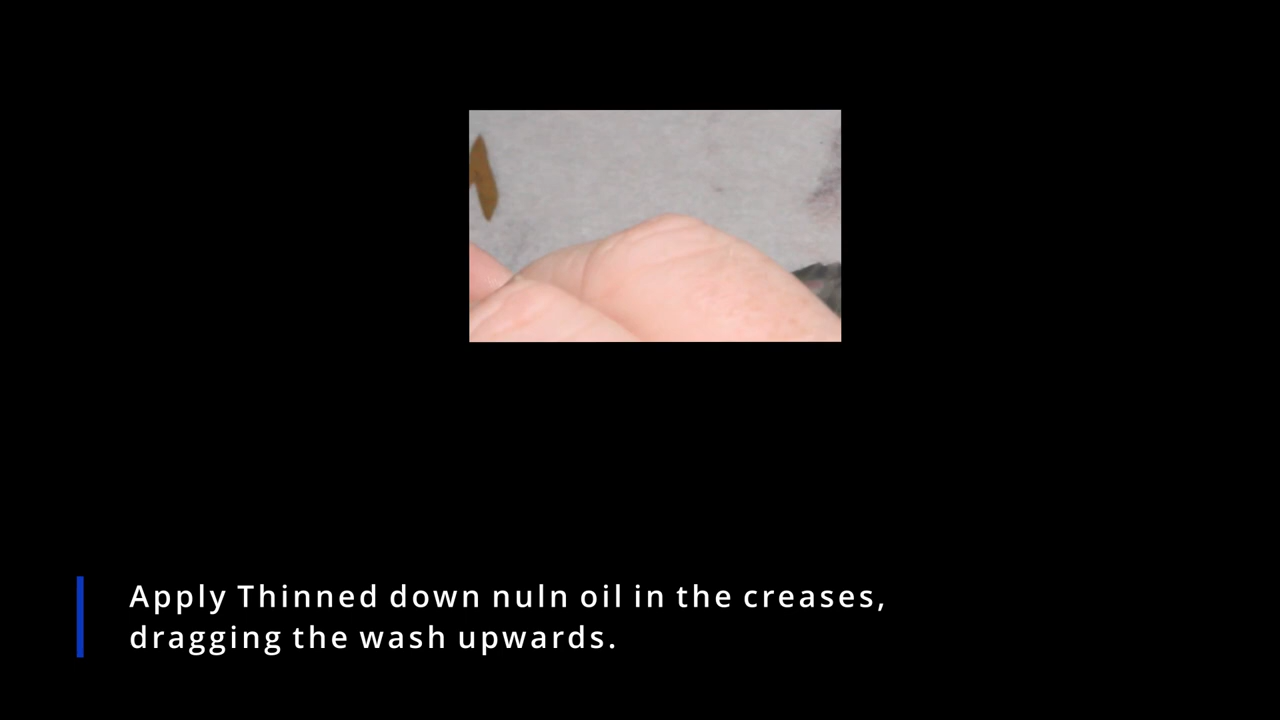 Apply Thinned down nuln oil in the creases,
dragging the wash upwards.